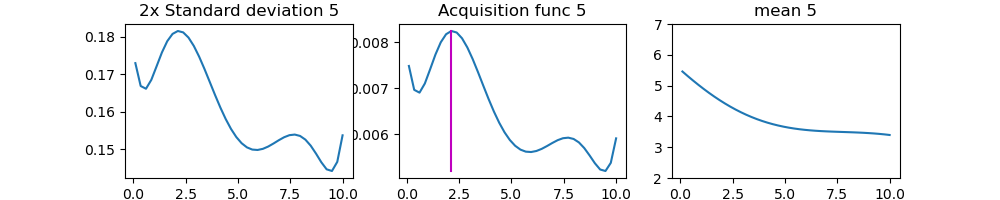 2x Standard deviation 5
0.18
0.17
0.16
0.15
0.0 2.5 5.0 7.5 10.0
Acquisition func 5
0.008
0.007
0.006
0.0 2.5 5.0 7.5 10.0
mean 5
7
6
5
4
3
2
0.0 2.5 5.0 7.5 10.0